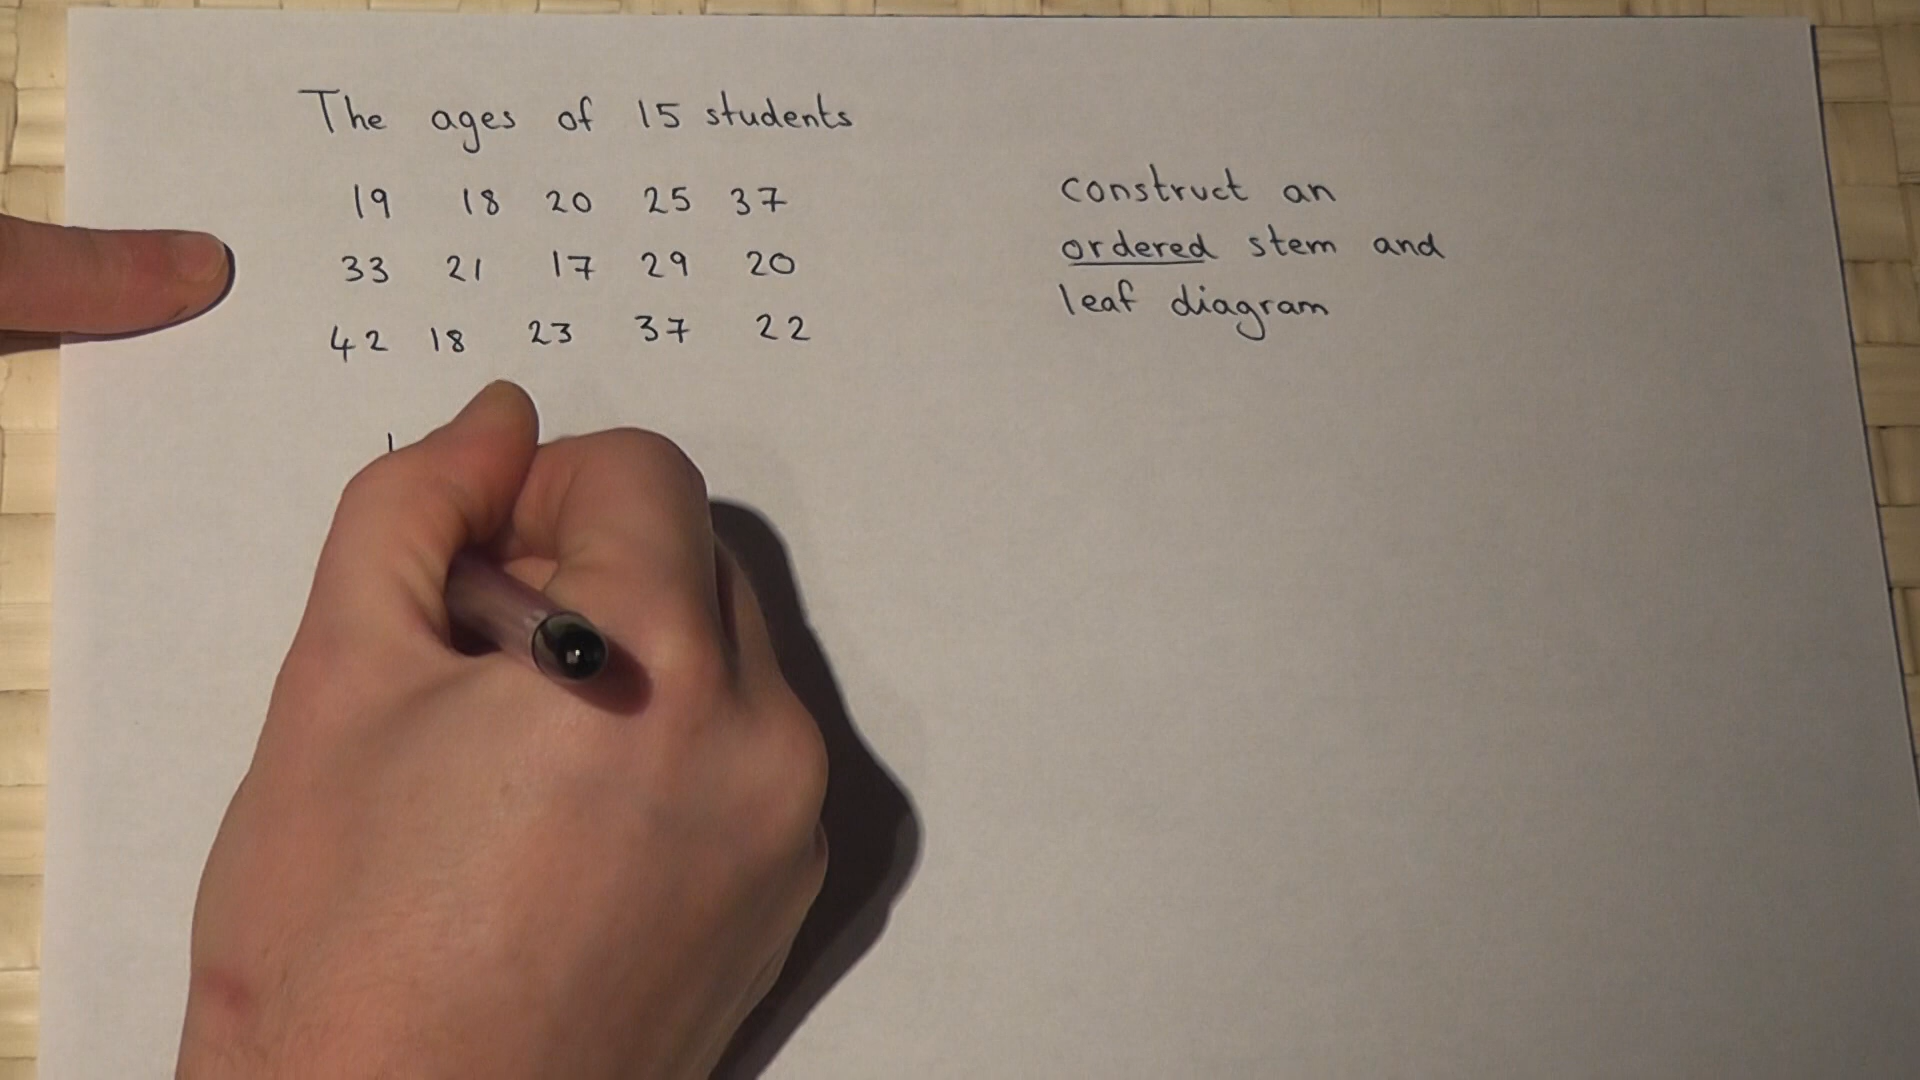 The ages of 15 students
19 18 20 25 37
33 21 17 29 20
42 18 23 37 22
construct an
ordered stem and
leaf diagram